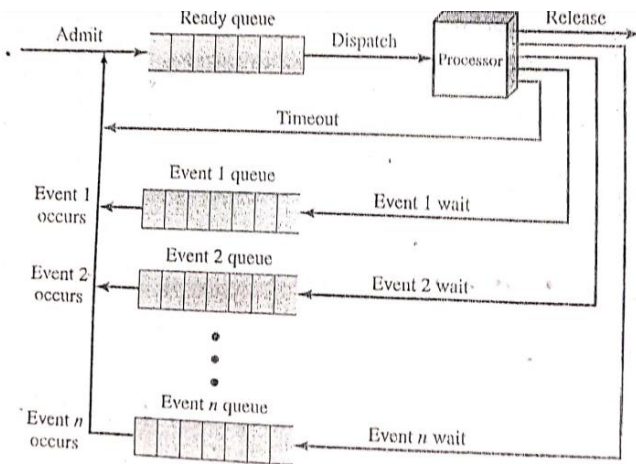 Ready queue
Release
Admit
Dispatch
Processor
Timeout
Event 1 queue
Event 1
occurs
Event 1 wait
Event 2 queue
Event 2
occurs
Event 2 wait
Event n queue
Event n
occurs
Event n wait